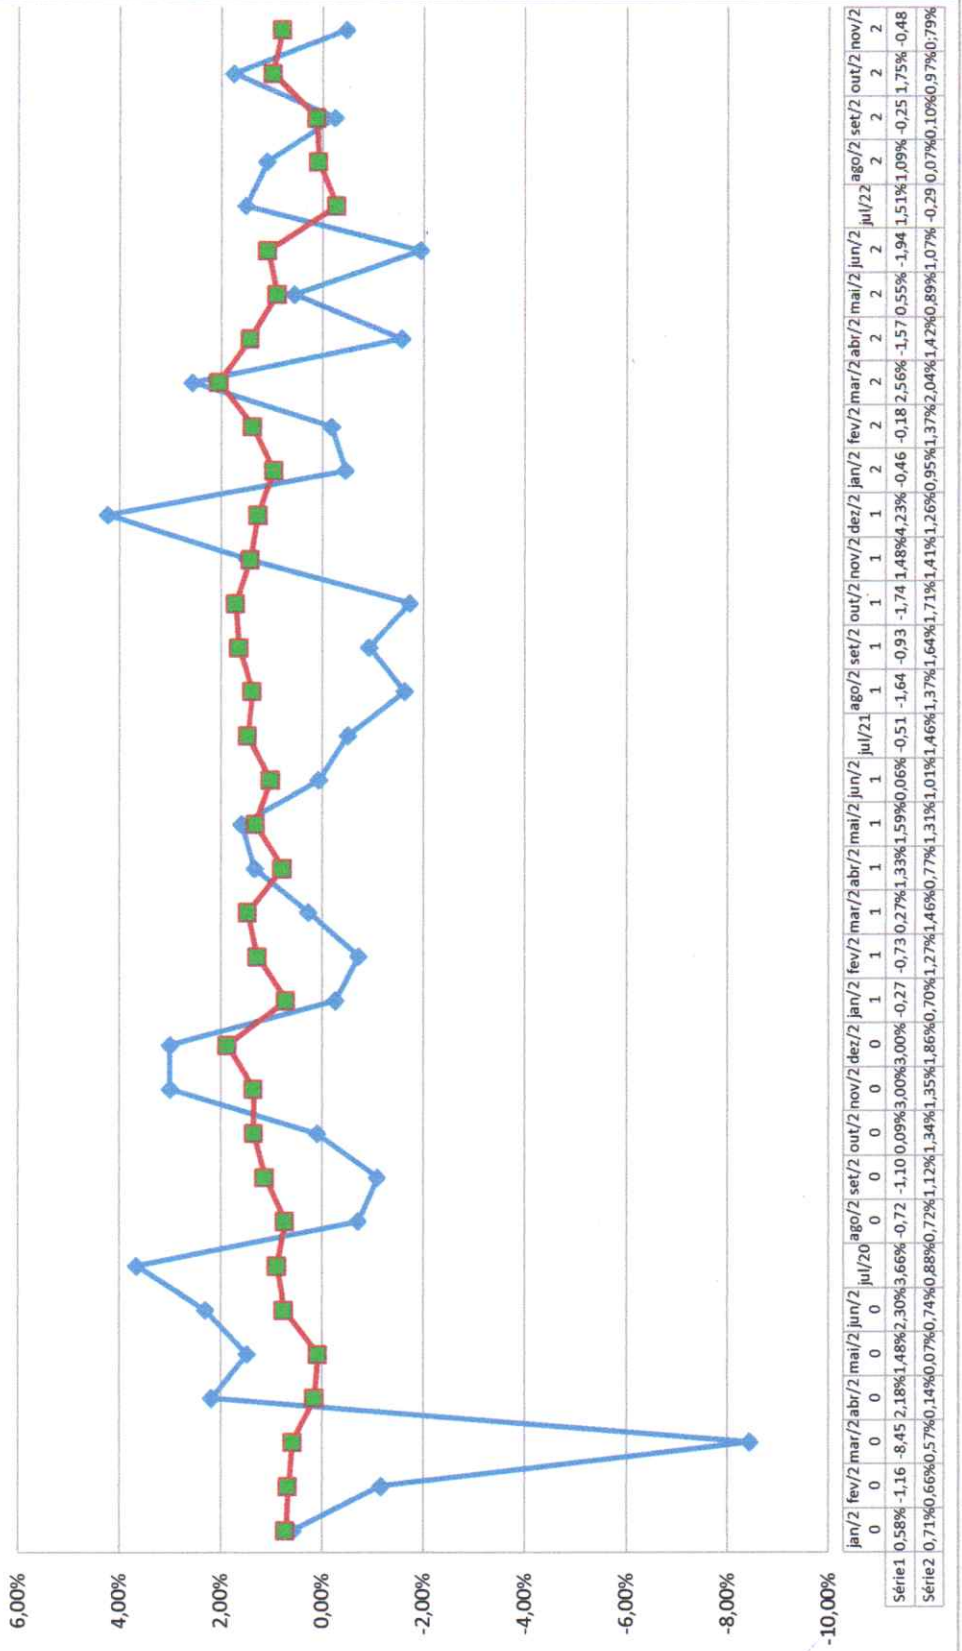 6,00%
4,00%
2,00%
0,00%
-2,00%
-4,00%
-6,00%
-8,00%
-10,00%
jan/2 fev/2 mar/2 abr/2 mai/2 jun/2 jul/20 ago/2 set/2 out/2 nov/2 dez/2 jan/2 fev/2 mar/2 abr/2 mai/2 jun/2 jul/21 ago/2 set/2 out/2 nov/2 dez/2 jan/2 fev/2 mar/2 abr/2 mai/2 jun/2 jul/22 ago/2 set/2 out/2 nov/2
0 0 0 0 0 0 0 0 0 0 0 1 1 1 1 1 1 1 1 1 1 1 2 2 2 2 2 2 2 2 2 2
Série1 0,58% -1,16 -8,45 2,18% 1,48% 2,30% 3,66% -0,72 -1,10 0,09% 3,00% 3,00% -0,27 -0,73 0,27% 1,33% 1,59% 0,06% -0,51 -1,64 -0,93 -1,74 1,48% 4,23% -0,46 -0,18 2,56% -1,57 0,55% -1,94 1,51% 1,09% -0,25 1,75% -0,48
Série2 0,71% 0,66% 0,57% 0,14% 0,07% 0,74% 0,88% 0,72% 1,12% 1,34% 1,35% 1,86% 0,70% 1,27% 1,46% 0,77% 1,31% 1,01% 1,46% 1,37% 1,64% 1,71% 1,41% 1,26% 0,95% 1,37% 2,04% 1,42% 0,89% 1,07% -0,29 0,07% 0,10% 0,97% 0,79%